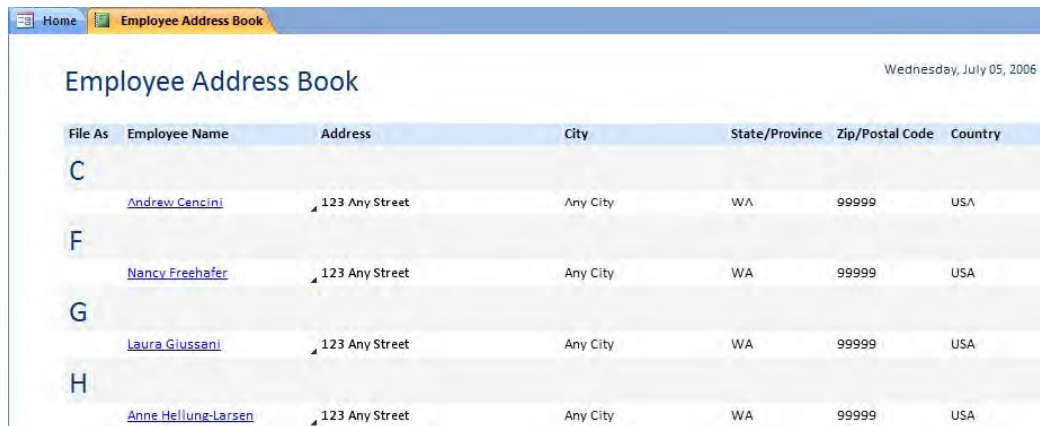 Home Employee Address Book
Employee Address Book
Wednesday, July 05, 2006
File As Employee Name Address City State/Province Zip/Postal Code Country
C
Andrew Cencini 123 Any Street Any City WA 99999 USA
F
Nancy Freehafer 123 Any Street Any City WA 99999 USA
G
Laura Giussani 123 Any Street Any City WA 99999 USA
H
Anne Hellung-Larsen 123 Any Street Any City WA 99999 USA